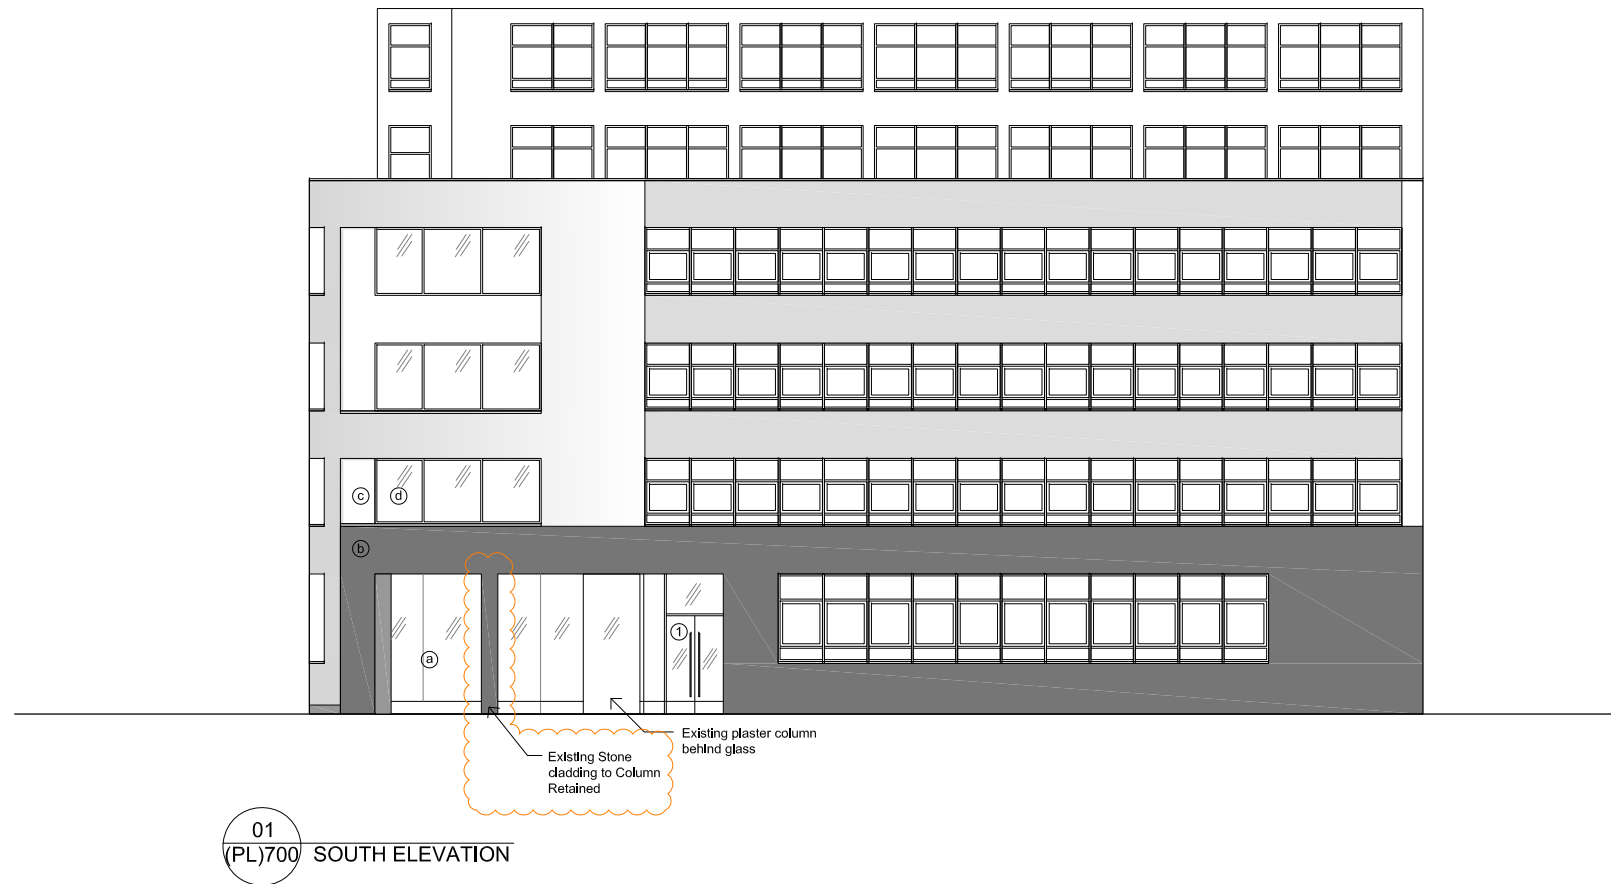 c
d
b
1
a
Existing plaster column
behind glass
Existing Stone
cladding to Column
Retained
01
(PL)700 SOUTH ELEVATION